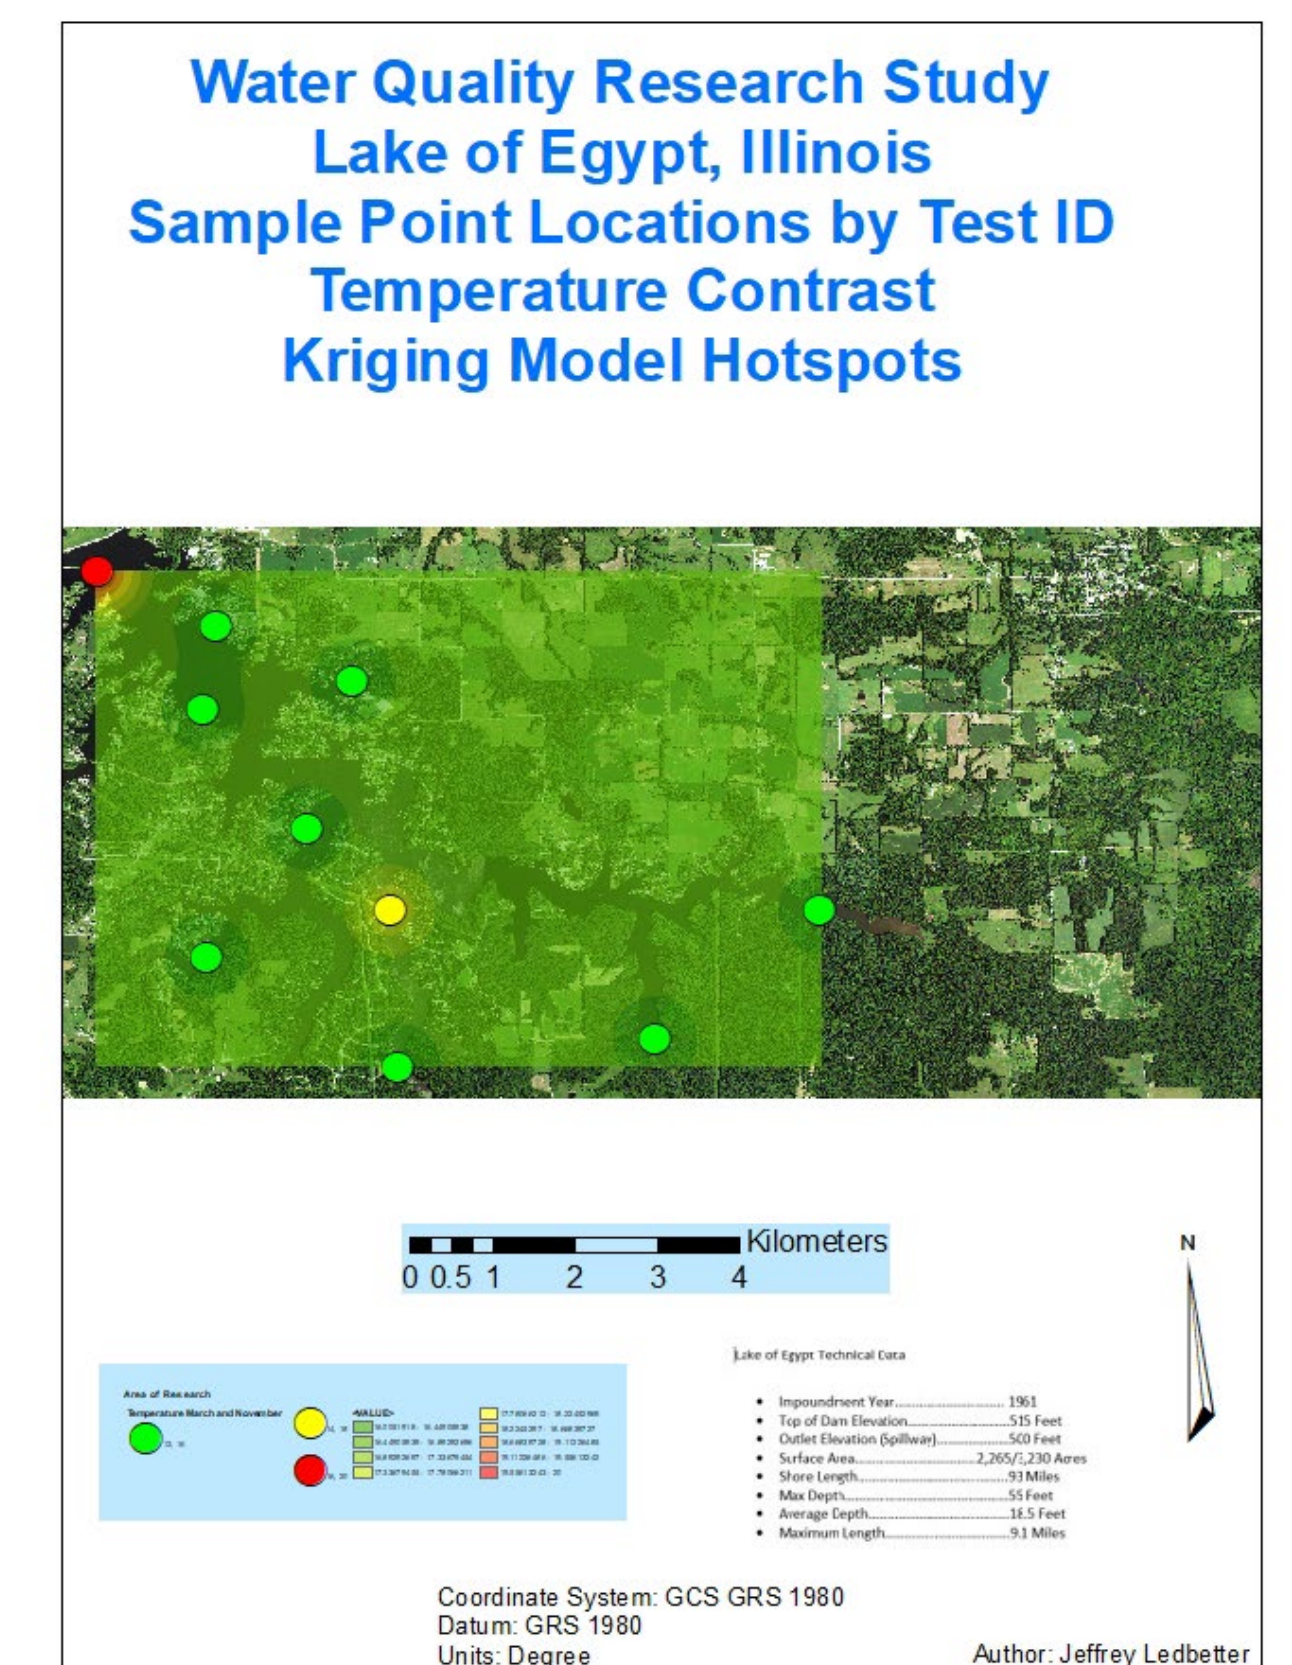 Water Quality Research Study
Lake of Egypt, Illinois
Sample Point Locations by Test ID
Temperature Contrast
Kriging Model Hotspots
Kilometers
0 0.5 1 2 3 4
N
Lake of Egypt Technical Data
• Impoundment Year 1961
• Top of Dam Elevation 515 Feet
• Outlet Elevation (Spillway) 500 Feet
• Surface Area 2,265/ Acres
• Shore Length 93 Miles
• Max Depth 55 Feet
• Average Depth 18.5 Feet
• Maximum Length 9.1 Miles
Area of Research
Temperature March and November
<VALUE>
Coordinate System: GCS GRS 1980
Datum: GRS 1980
Units: Degree
Author: Jeffrey Ledbetter